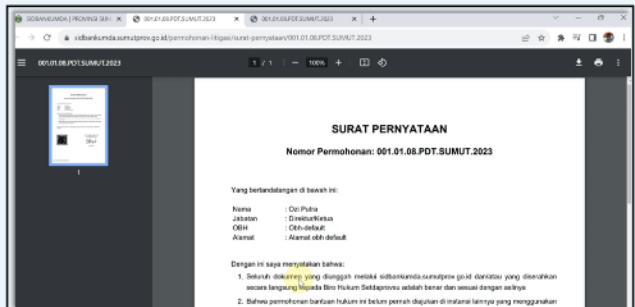 SIDBANKUMDA | PROVINSI SUM
001.01.08.PDT.SUMUT.2023
001.01.08.PDT.SUMUT.2023
sidbankumda.sumutprov.go.id/permohonan-litigasi/surat-pernyataan/001.01.08.PDT.SUMUT.2023
001.01.08.PDT.SUMUT.2023
1 / 1
100%
1
SURAT PERNYATAAN
Nomor Permohonan: 001.01.08.PDT.SUMUT.2023
Yang bertandatangan di bawah ini:
Nama : Ozi Putra
Jabatan : Direktur/Ketua
OBH : Obh-default
Alamat : Alamat obh default
Dengan ini saya menyatakan bahwa:
1. Seluruh dokumen yang diunggah melalui sidbankumda.sumutprov.go.id dan/atau yang diserahkan
secara langsung kepada Biro Hukum Setdaprovsu adalah benar dan sesuai dengan aslinya
2. Bahwa permohonan bantuan hukum ini belum pernah diajukan di instansi lainnya yang menggunakan